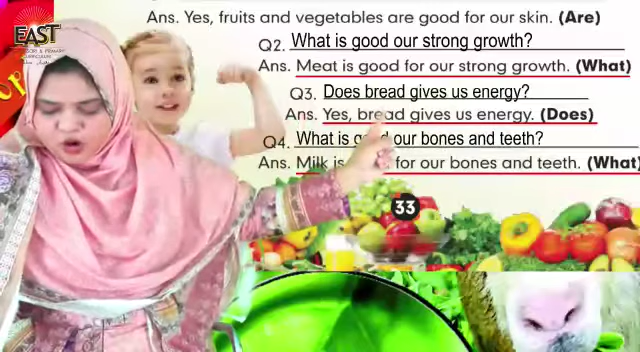 EAST
Ans. Yes, fruits and vegetables are good for our skin. (Are)
Q2. What is good our strong growth?
Ans. Meat is good for our strong growth. (What)
Q3. Does bread gives us energy?
Ans. Yes, bread gives us energy. (Does)
Q4. What is good our bones and teeth?
Ans. Milk is for our bones and teeth. (What)
33